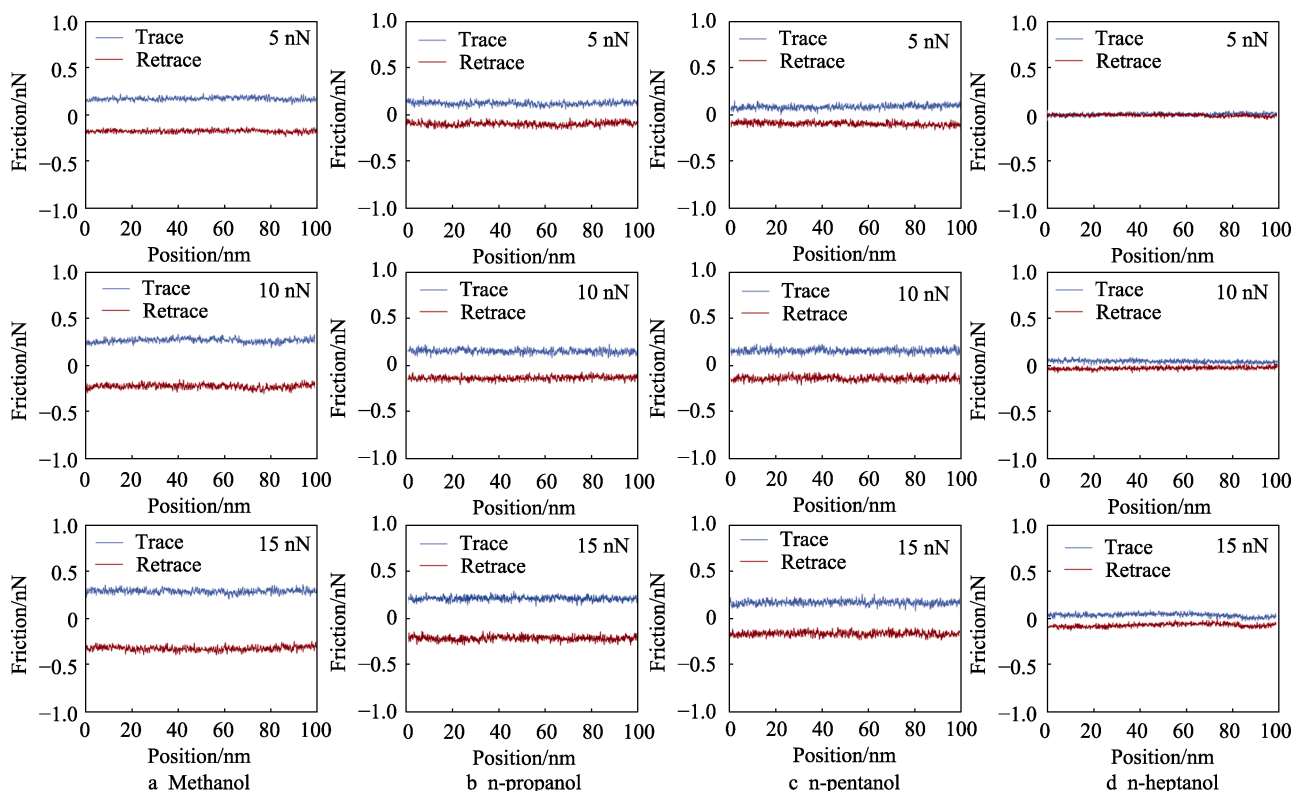 1.0
0.5
0
−0.5
−1.0
Friction/nN
Trace
Retrace
5 nN
0 20 40 60 80 100
Position/nm
1.0
0.5
0
−0.5
−1.0
Friction/nN
Trace
Retrace
5 nN
0 20 40 60 80 100
Position/nm
1.0
0.5
0
−0.5
−1.0
Friction/nN
Trace
Retrace
5 nN
0 20 40 60 80 100
Position/nm
1.0
0.5
0
−0.5
−1.0
Friction/nN
Trace
Retrace
5 nN
0 20 40 60 80 100
Position/nm
1.0
0.5
0
−0.5
−1.0
Friction/nN
Trace
Retrace
10 nN
0 20 40 60 80 100
Position/nm
1.0
0.5
0
−0.5
−1.0
Friction/nN
Trace
Retrace
10 nN
0 20 40 60 80 100
Position/nm
1.0
0.5
0
−0.5
−1.0
Friction/nN
Trace
Retrace
10 nN
0 20 40 60 80 100
Position/nm
1.0
0.5
0
−0.5
−1.0
Friction/nN
Trace
Retrace
10 nN
0 20 40 60 80 100
Position/nm
1.0
0.5
0
−0.5
−1.0
Friction/nN
Trace
Retrace
15 nN
0 20 40 60 80 100
Position/nm
a Methanol
1.0
0.5
0
−0.5
−1.0
Friction/nN
Trace
Retrace
15 nN
0 20 40 60 80 100
Position/nm
b n-propanol
1.0
0.5
0
−0.5
−1.0
Friction/nN
Trace
Retrace
15 nN
0 20 40 60 80 100
Position/nm
c n-pentanol
1.0
0.5
0
−0.5
−1.0
Friction/nN
Trace
Retrace
15 nN
0 20 40 60 80 100
Position/nm
d n-heptanol